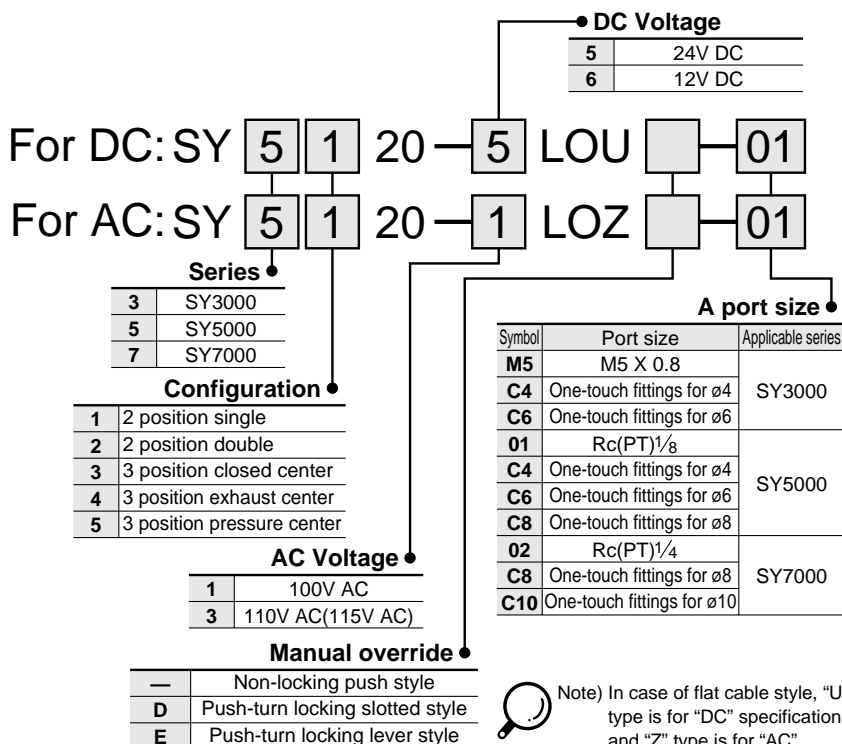 DC Voltage
5 24V DC
6 12V DC
For DC: SY 5 1 20 — 5 LOU — 01
For AC: SY 5 1 20 — 1 LOZ — 01
Series
3 SY3000
5 SY5000
7 SY7000
Configuration
1 2 position single
2 2 position double
3 3 position closed center
4 3 position exhaust center
5 3 position pressure center
AC Voltage
1 100V AC
3 110V AC(115V AC)
Manual override
— Non-locking push style
D Push-turn locking slotted style
E Push-turn locking lever style
A port size
Symbol Port size Applicable series
M5 M5 X 0.8 SY3000
C4 One-touch fittings for ø4
C6 One-touch fittings for ø6
01 Rc(PT)1⁄8 SY5000
C4 One-touch fittings for ø4
C6 One-touch fittings for ø6
C8 One-touch fittings for ø8
02 Rc(PT)1⁄4 SY7000
C8 One-touch fittings for ø8
C10 One-touch fittings for ø10
Note) In case of flat cable style, “U
type is for “DC” specification
and “Z” type is for “AC”